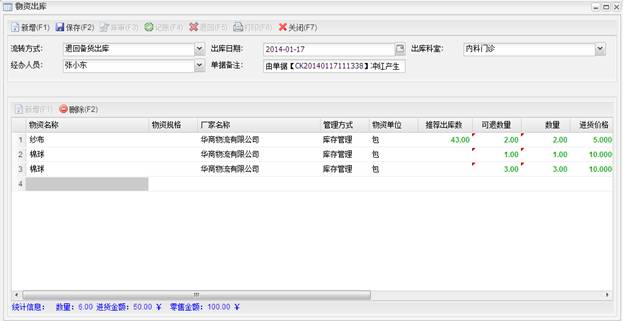 物资出库
新增(F1) 保存(F2) 弃审(F3) 记账(F4) 退回(F5) 打印(F6) 关闭(F7)
流转方式: 退回备货出库 出库日期: 2014-01-17 出库科室: 内科门诊
经办人员: 张小东 单据备注: 由单据【CK20140117111338】冲红产生
新增(F1) 删除(F2)
物资名称 物资规格 厂家名称 管理方式 物资单位 推荐出库数 可退数量 数量 进货价格
1 纱布 华商物流有限公司 库存管理 包 43.00 2.00 2.00 5.000
2 棉球 华商物流有限公司 库存管理 包 1.00 1.00 10.000
3 棉球 华商物流有限公司 库存管理 包 3.00 3.00 10.000
4
统计信息: 数量: 6.00 进货金额: 50.00 ¥ 零售金额: 100.00 ¥